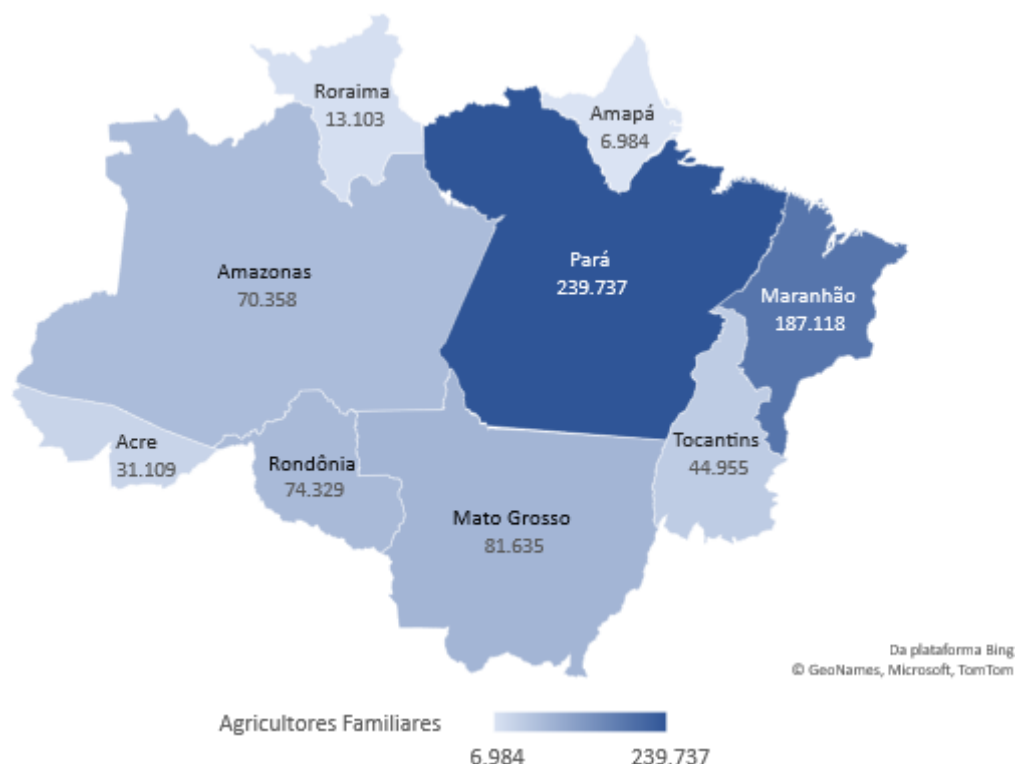 Roraima
13.103
Amapá
6.984
Amazonas
70.358
Pará
239.737
Maranhão
187.118
Acre
31.109
Rondônia
74.329
Tocantins
44.955
Mato Grosso
81.635
Da plataforma Bing
© GeoNames, Microsoft, TomTom
Agricultores Familiares
6.984
239.737